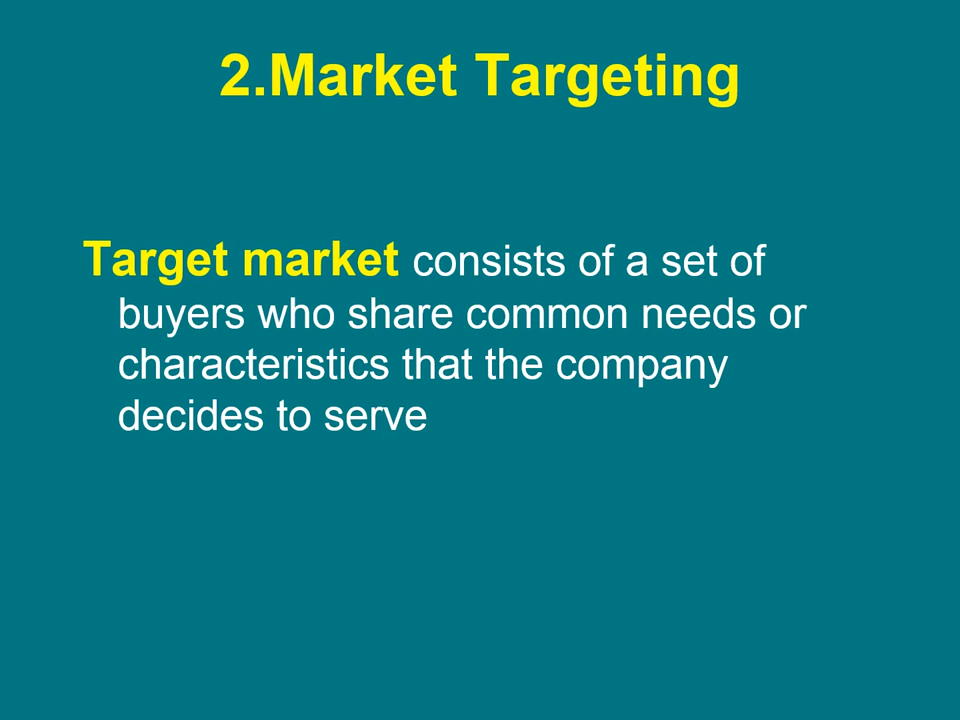 2.Market Targeting
Target market consists of a set of
buyers who share common needs or
characteristics that the company
decides to serve